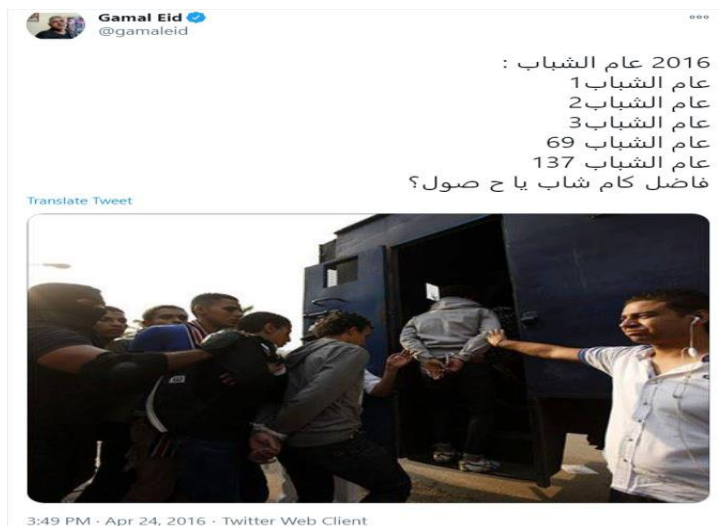 Gamal Eid
@gamaleid
2016 عام الشباب :
عام الشباب1
عام الشباب2
عام الشباب3
عام الشباب 69
عام الشباب 137
فاضل كام شاب يا ح صول؟
Translate Tweet
3:49 PM · Apr 24, 2016 · Twitter Web Client